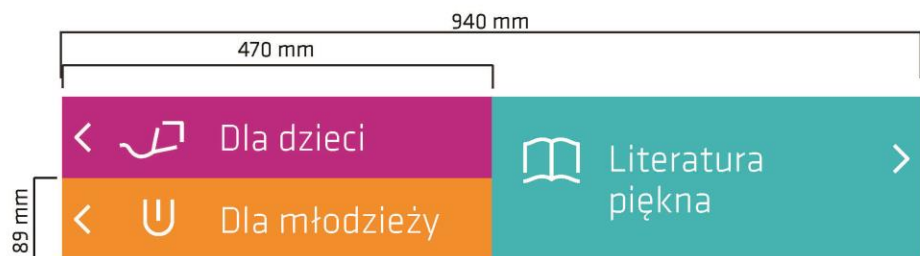 940 mm
470 mm
Dla dzieci
89 mm
Dla młodzieży
Literatura
piękna